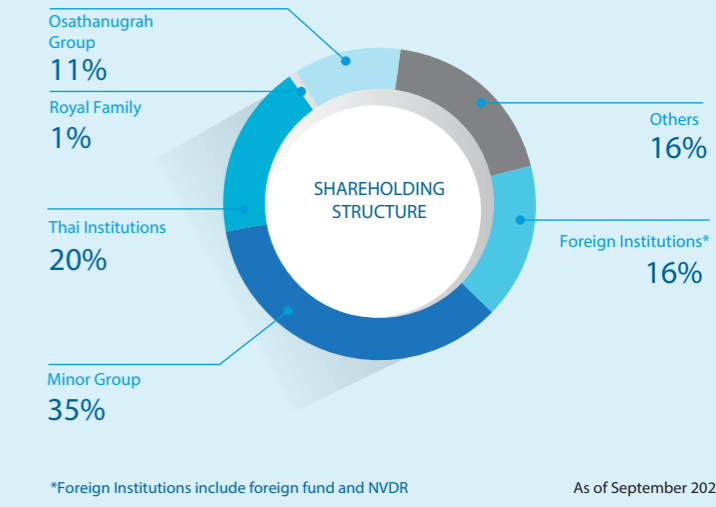 Osathanugrah
Group
11%
Royal Family
1%
Thai Institutions
20%
Minor Group
35%
SHAREHOLDING
STRUCTURE
Others
16%
Foreign Institutions*
16%
*Foreign Institutions include foreign fund and NVDR
As of September 202